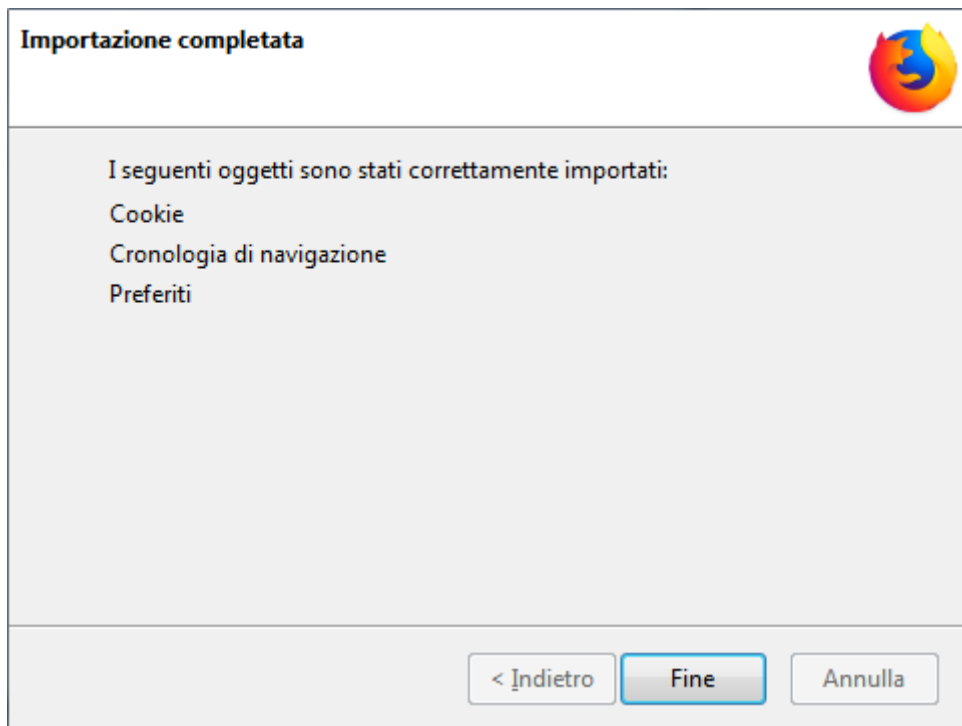 Importazione completata
I seguenti oggetti sono stati correttamente importati:
Cookie
Cronologia di navigazione
Preferiti
< Indietro
Fine
Annulla